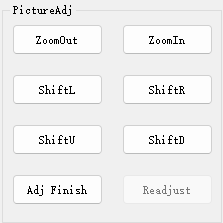 PictureAdj
ZoomOut ZoomIn
ShiftL ShiftR
ShiftU ShiftD
Adj Finish Readjust